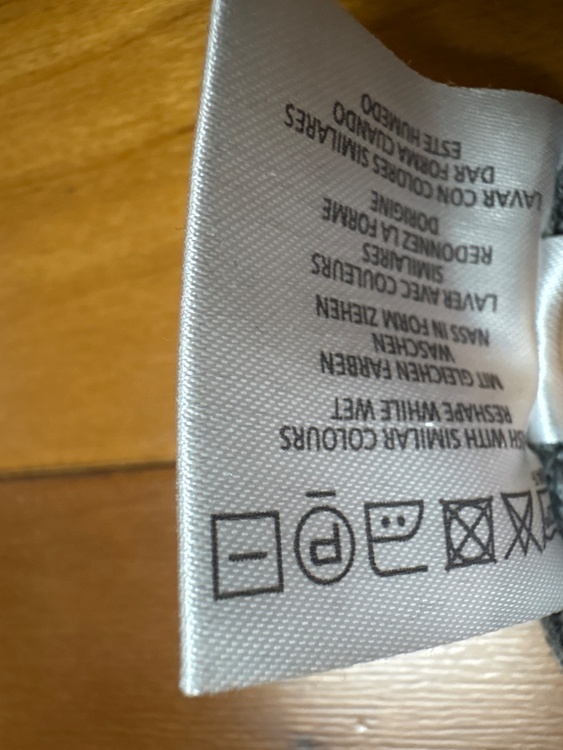 WITH SIMILAR COLOURS
RESHAPE WHILE WET
MIT GLEICHEN FARBEN
WASCHEN
NASS IN FORM ZIEHEN
LAVER AVEC COULEURS
SIMILAIRES
REDONNEZ LA FORME
DORIGINE
LAVAR CON COLORES SIMILARES
DAR FORMA CUANDO
ESTE HUMEDO
P